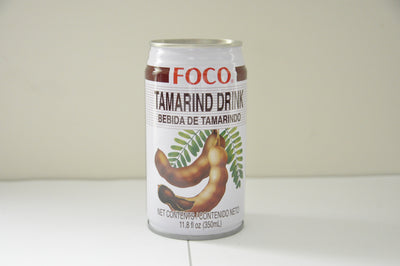 FOCO
TAMARIND DRINK
BEBIDA DE TAMARINDO
NET CONTENTS / CONTENIDO NETO
11.8 fl oz (350mL)